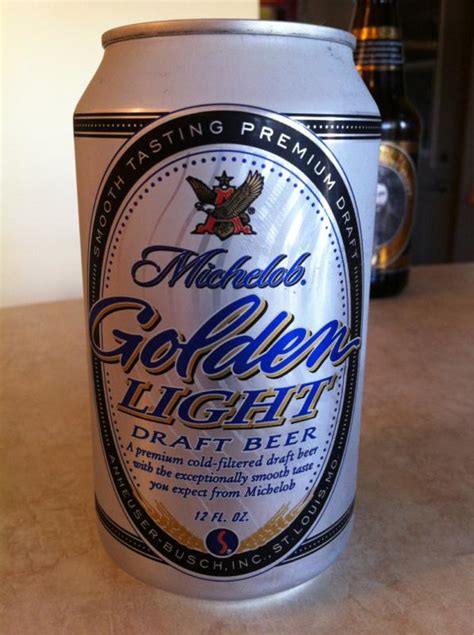 SMOOTH TASTING PREMIUM DRAFT
A
Michelob.
Golden
LIGHT
DRAFT BEER
A premium cold-filtered draft beer
with the exceptionally smooth taste
you expect from Michelob
12 FL. OZ.
S
ANHEUSER-BUSCH, INC., ST. LOUIS, MO